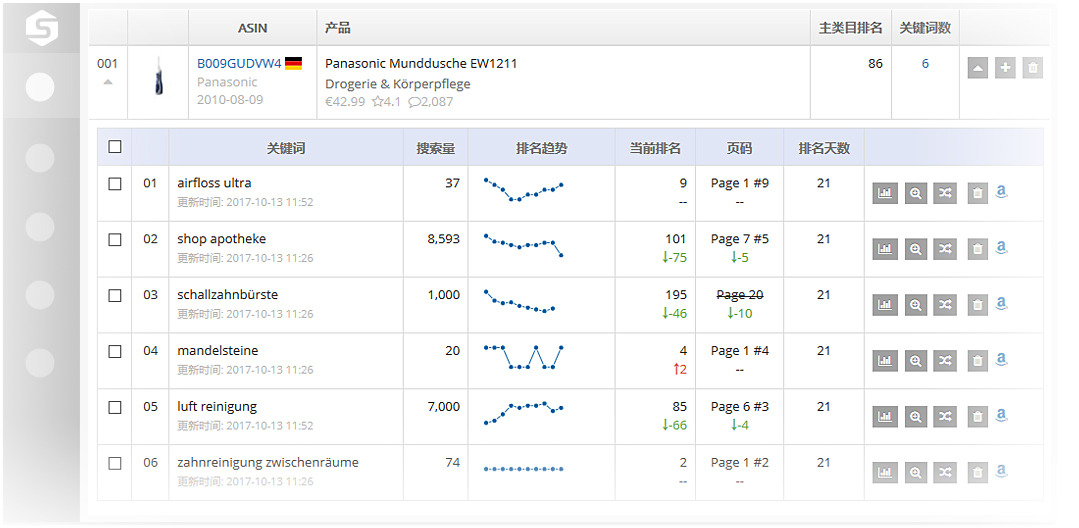 ASIN 产品 主类目排名 关键词数
001 B009GUDVW4 Panasonic Munddusche EW1211 86 6
Panasonic Drogerie & Körperpflege
2010-08-09 €42.99 4.1 2,087
关键词 搜索量 排名趋势 当前排名 页码 排名天数
01 airfloss ultra 37 9 Page 1 #9 21
更新时间: 2017-10-13 11:52 -- --
02 shop apotheke 8,593 101 Page 7 #5 21
更新时间: 2017-10-13 11:26 ↓-75 ↓-5
03 schallzahnbürste 1,000 195 Page 20 21
更新时间: 2017-10-13 11:26 ↓-46 ↓-10
04 mandelsteine 20 4 Page 1 #4 21
更新时间: 2017-10-13 11:26 ↑2 --
05 luft reinigung 7,000 85 Page 6 #3 21
更新时间: 2017-10-13 11:52 ↓-66 ↓-4
06 zahnreinigung zwischenräume 74 2 Page 1 #2 21
更新时间: 2017-10-13 11:26 -- --